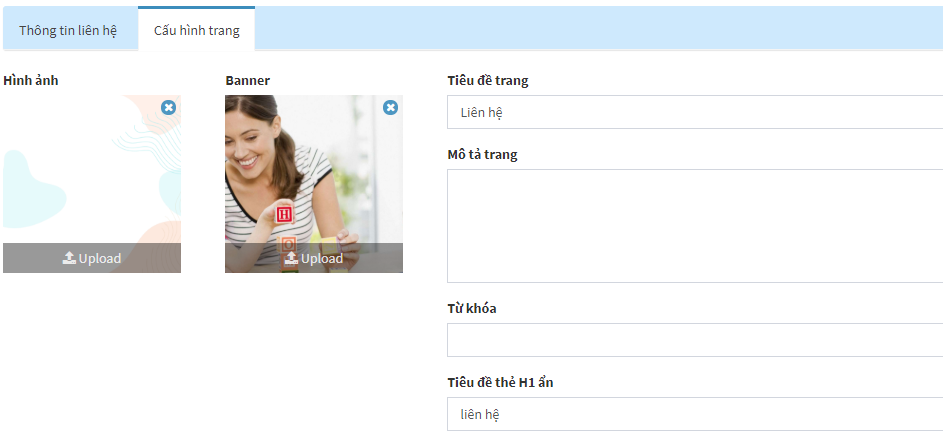 Thông tin liên hệ
Cấu hình trang
Hình ảnh
Banner
Tiêu đề trang
Liên hệ
Mô tả trang
H
O
Upload
Upload
Từ khóa
Tiêu đề thẻ H1 ẩn
liên hệ